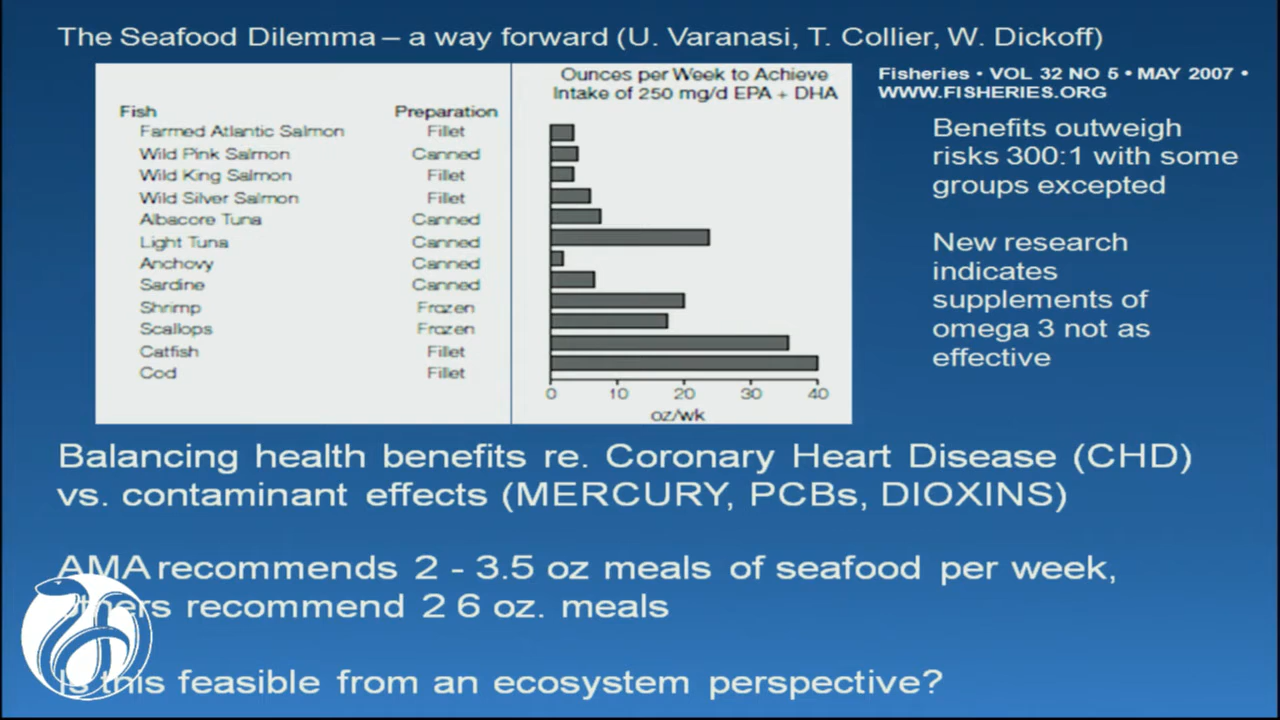 The Seafood Dilemma – a way forward (U. Varanasi, T. Collier, W. Dickoff)
Fisheries • VOL 32 NO 5 • MAY 2007 •
WWW.FISHERIES.ORG
Ounces per Week to Achieve
Intake of 250 mg/d EPA + DHA
Fish Preparation
Farmed Atlantic Salmon Fillet
Wild Pink Salmon Canned
Wild King Salmon Fillet
Wild Silver Salmon Fillet
Albacore Tuna Canned
Light Tuna Canned
Anchovy Canned
Sardine Canned
Shrimp Frozen
Scallops Frozen
Catfish Fillet
Cod Fillet
0 10 20 30 40
oz/wk
Benefits outweigh
risks 300:1 with some
groups excepted
New research
indicates
supplements of
omega 3 not as
effective
Balancing health benefits re. Coronary Heart Disease (CHD)
vs. contaminant effects (MERCURY, PCBs, DIOXINS)
AMA recommends 2 - 3.5 oz meals of seafood per week,
others recommend 2 6 oz. meals
Is this feasible from an ecosystem perspective?